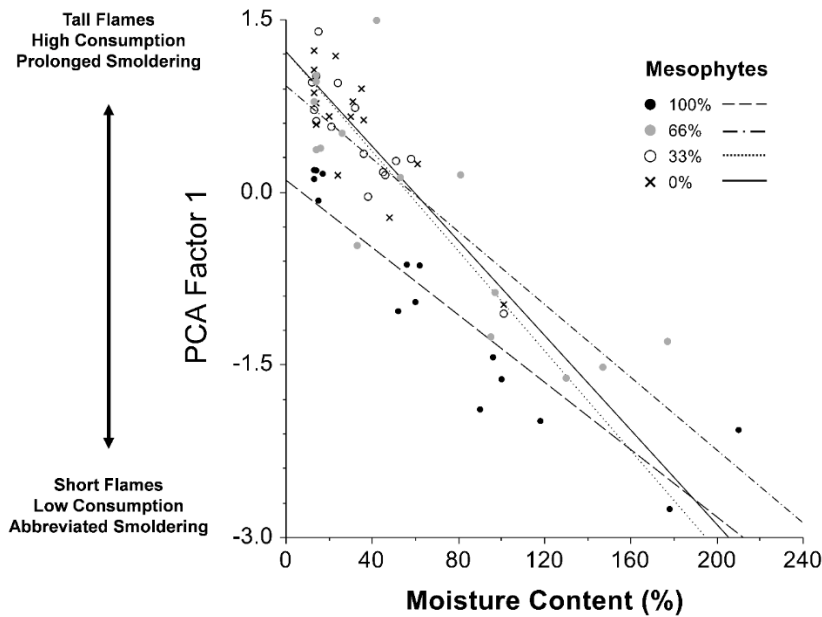 Tall Flames
High Consumption
Prolonged Smoldering
Short Flames
Low Consumption
Abbreviated Smoldering
PCA Factor 1
1.5
0.0
-1.5
-3.0
Mesophytes
100%
66%
33%
0%
0 40 80 120 160 200 240
Moisture Content (%)